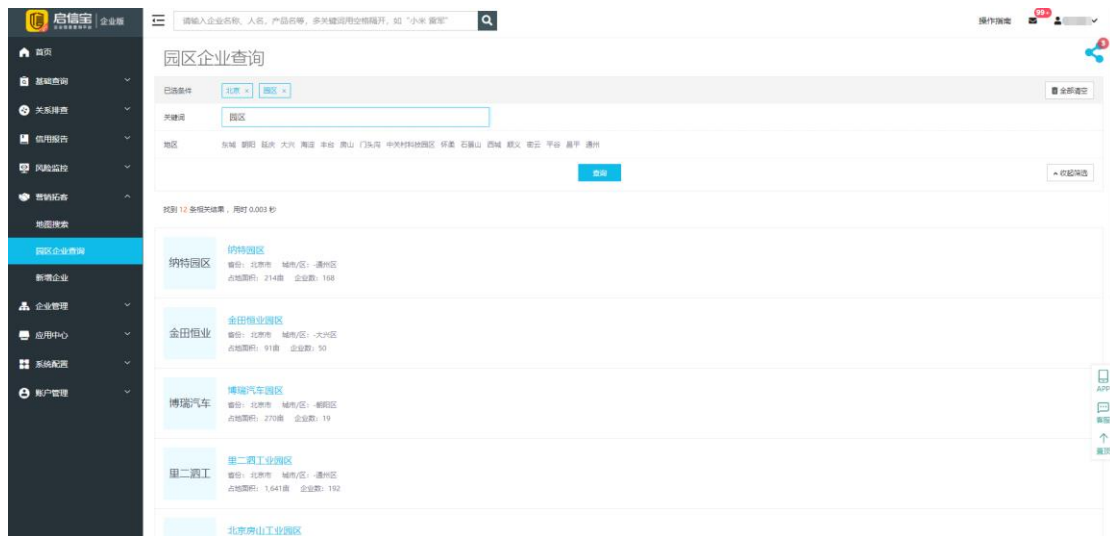 启信宝 企业版
请输入企业名称、人名、产品名等，多关键词用空格隔开，如 "小米 雷军"
操作指南
99+
首页
基础查询
关系排查
信用报告
风险监控
营销拓客
地图搜索
园区企业查询
新增企业
企业管理
应用中心
系统配置
账户管理
园区企业查询
已选条件 北京 × 园区 × 全部清空
关键词 园区
地区 东城 朝阳 延庆 大兴 海淀 丰台 房山 门头沟 中关村科技园区 怀柔 石景山 西城 顺义 密云 平谷 昌平 通州
查询 收起筛选
找到 12 条相关结果，用时 0.003 秒
纳特园区
纳特园区
省份：北京市 城市/区：-通州区
占地面积：214亩 企业数：168
金田恒业
金田恒业园区
省份：北京市 城市/区：-大兴区
占地面积：91亩 企业数：50
博瑞汽车
博瑞汽车园区
省份：北京市 城市/区：-朝阳区
占地面积：270亩 企业数：19
里二泗工
里二泗工业园区
省份：北京市 城市/区：-通州区
占地面积：1,641亩 企业数：192
北京房山工业园区
APP
客服
置顶